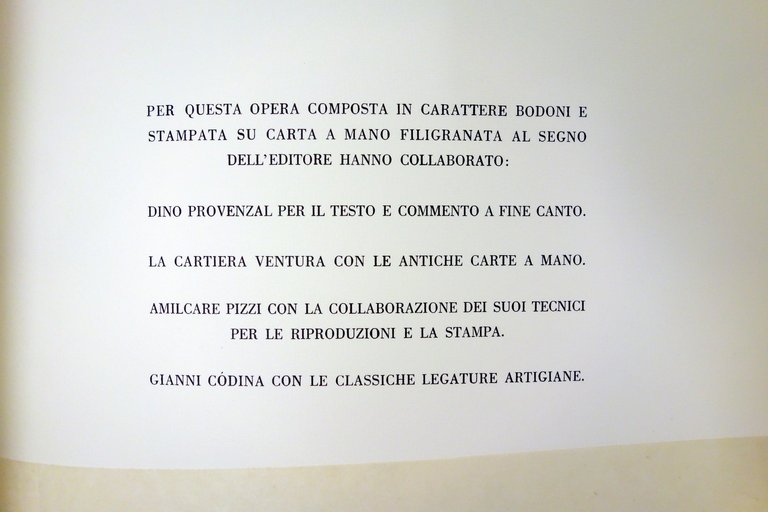 PER QUESTA OPERA COMPOSTA IN CARATTERE BODONI E
STAMPATA SU CARTA A MANO FILIGRANATA AL SEGNO
DELL'EDITORE HANNO COLLABORATO:
DINO PROVENZAL PER IL TESTO E COMMENTO A FINE CANTO.
LA CARTIERA VENTURA CON LE ANTICHE CARTE A MANO.
AMILCARE PIZZI CON LA COLLABORAZIONE DEI SUOI TECNICI
PER LE RIPRODUZIONI E LA STAMPA.
GIANNI CÓDINA CON LE CLASSICHE LEGATURE ARTIGIANE.